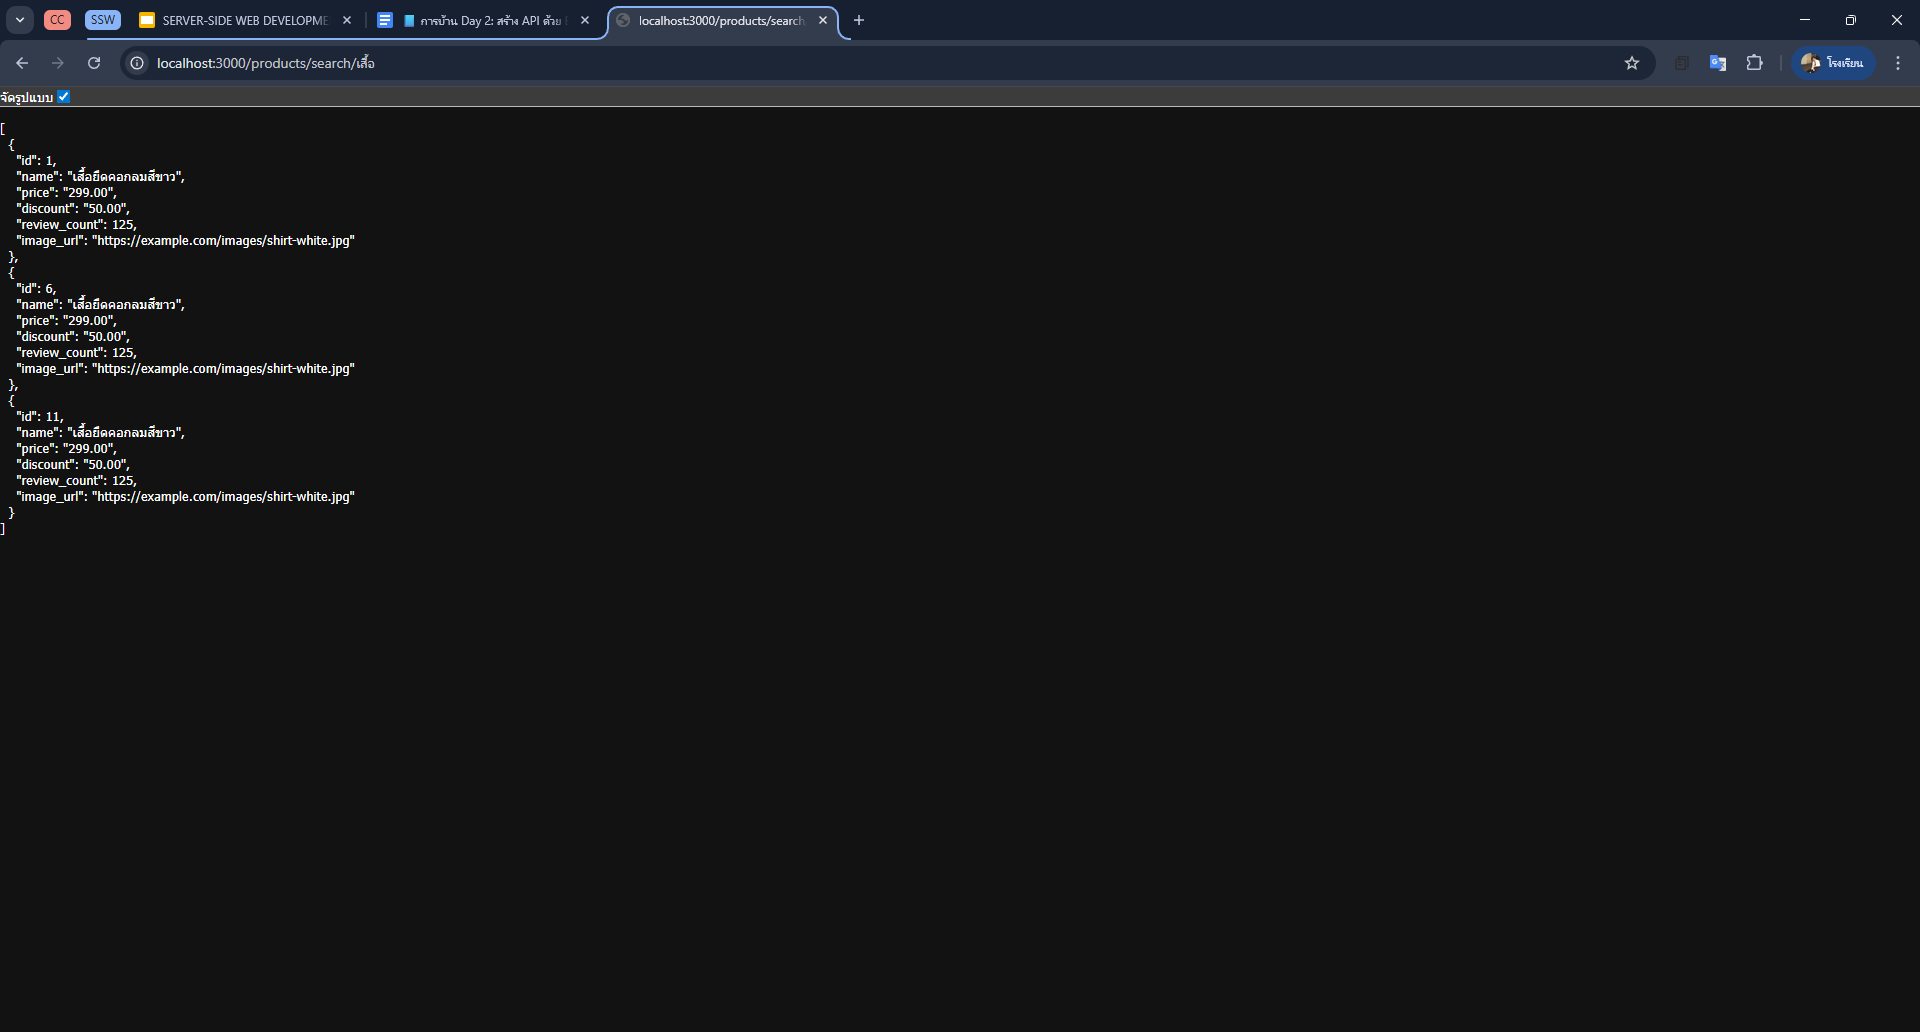 CC
SSW
SERVER-SIDE WEB DEVELOPME
การบ้าน Day 2: สร้าง API ด้วย
localhost:3000/products/search
localhost:3000/products/search/เสื้อ
โรงเรียน
จัดรูปแบบ
[
{
"id": 1,
"name": "เสื้อยืดคอกลมสีขาว",
"price": "299.00",
"discount": "50.00",
"review_count": 125,
"image_url": "https://example.com/images/shirt-white.jpg"
},
{
"id": 6,
"name": "เสื้อยืดคอกลมสีขาว",
"price": "299.00",
"discount": "50.00",
"review_count": 125,
"image_url": "https://example.com/images/shirt-white.jpg"
},
{
"id": 11,
"name": "เสื้อยืดคอกลมสีขาว",
"price": "299.00",
"discount": "50.00",
"review_count": 125,
"image_url": "https://example.com/images/shirt-white.jpg"
}
]